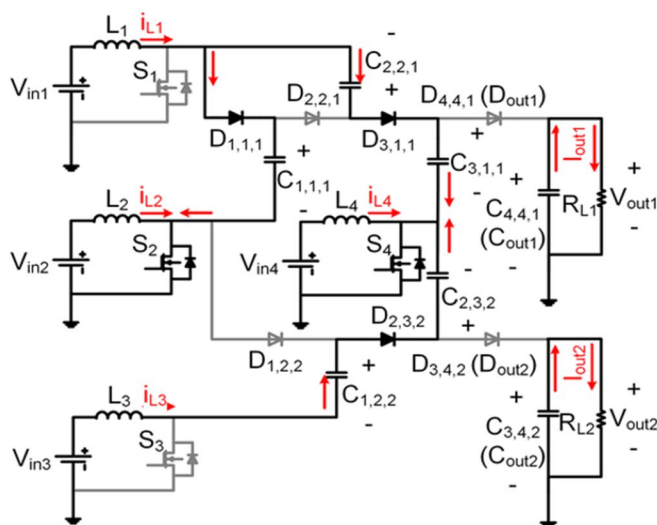 L1 iL1
S1
Vin1
C2,2,1
D2,2,1
D4,4,1 (Dout1)
D1,1,1
D3,1,1
+
-
C1,1,1
C3,1,1
Iout1
C4,4,1
(Cout1)
RL1
Vout1
L2 iL2
L4 iL4
S2
S4
Vin2
Vin4
C2,3,2
D2,3,2
D1,2,2
D3,4,2 (Dout2)
C1,2,2
Iout2
L3 iL3
S3
Vin3
C3,4,2
(Cout2)
RL2
Vout2